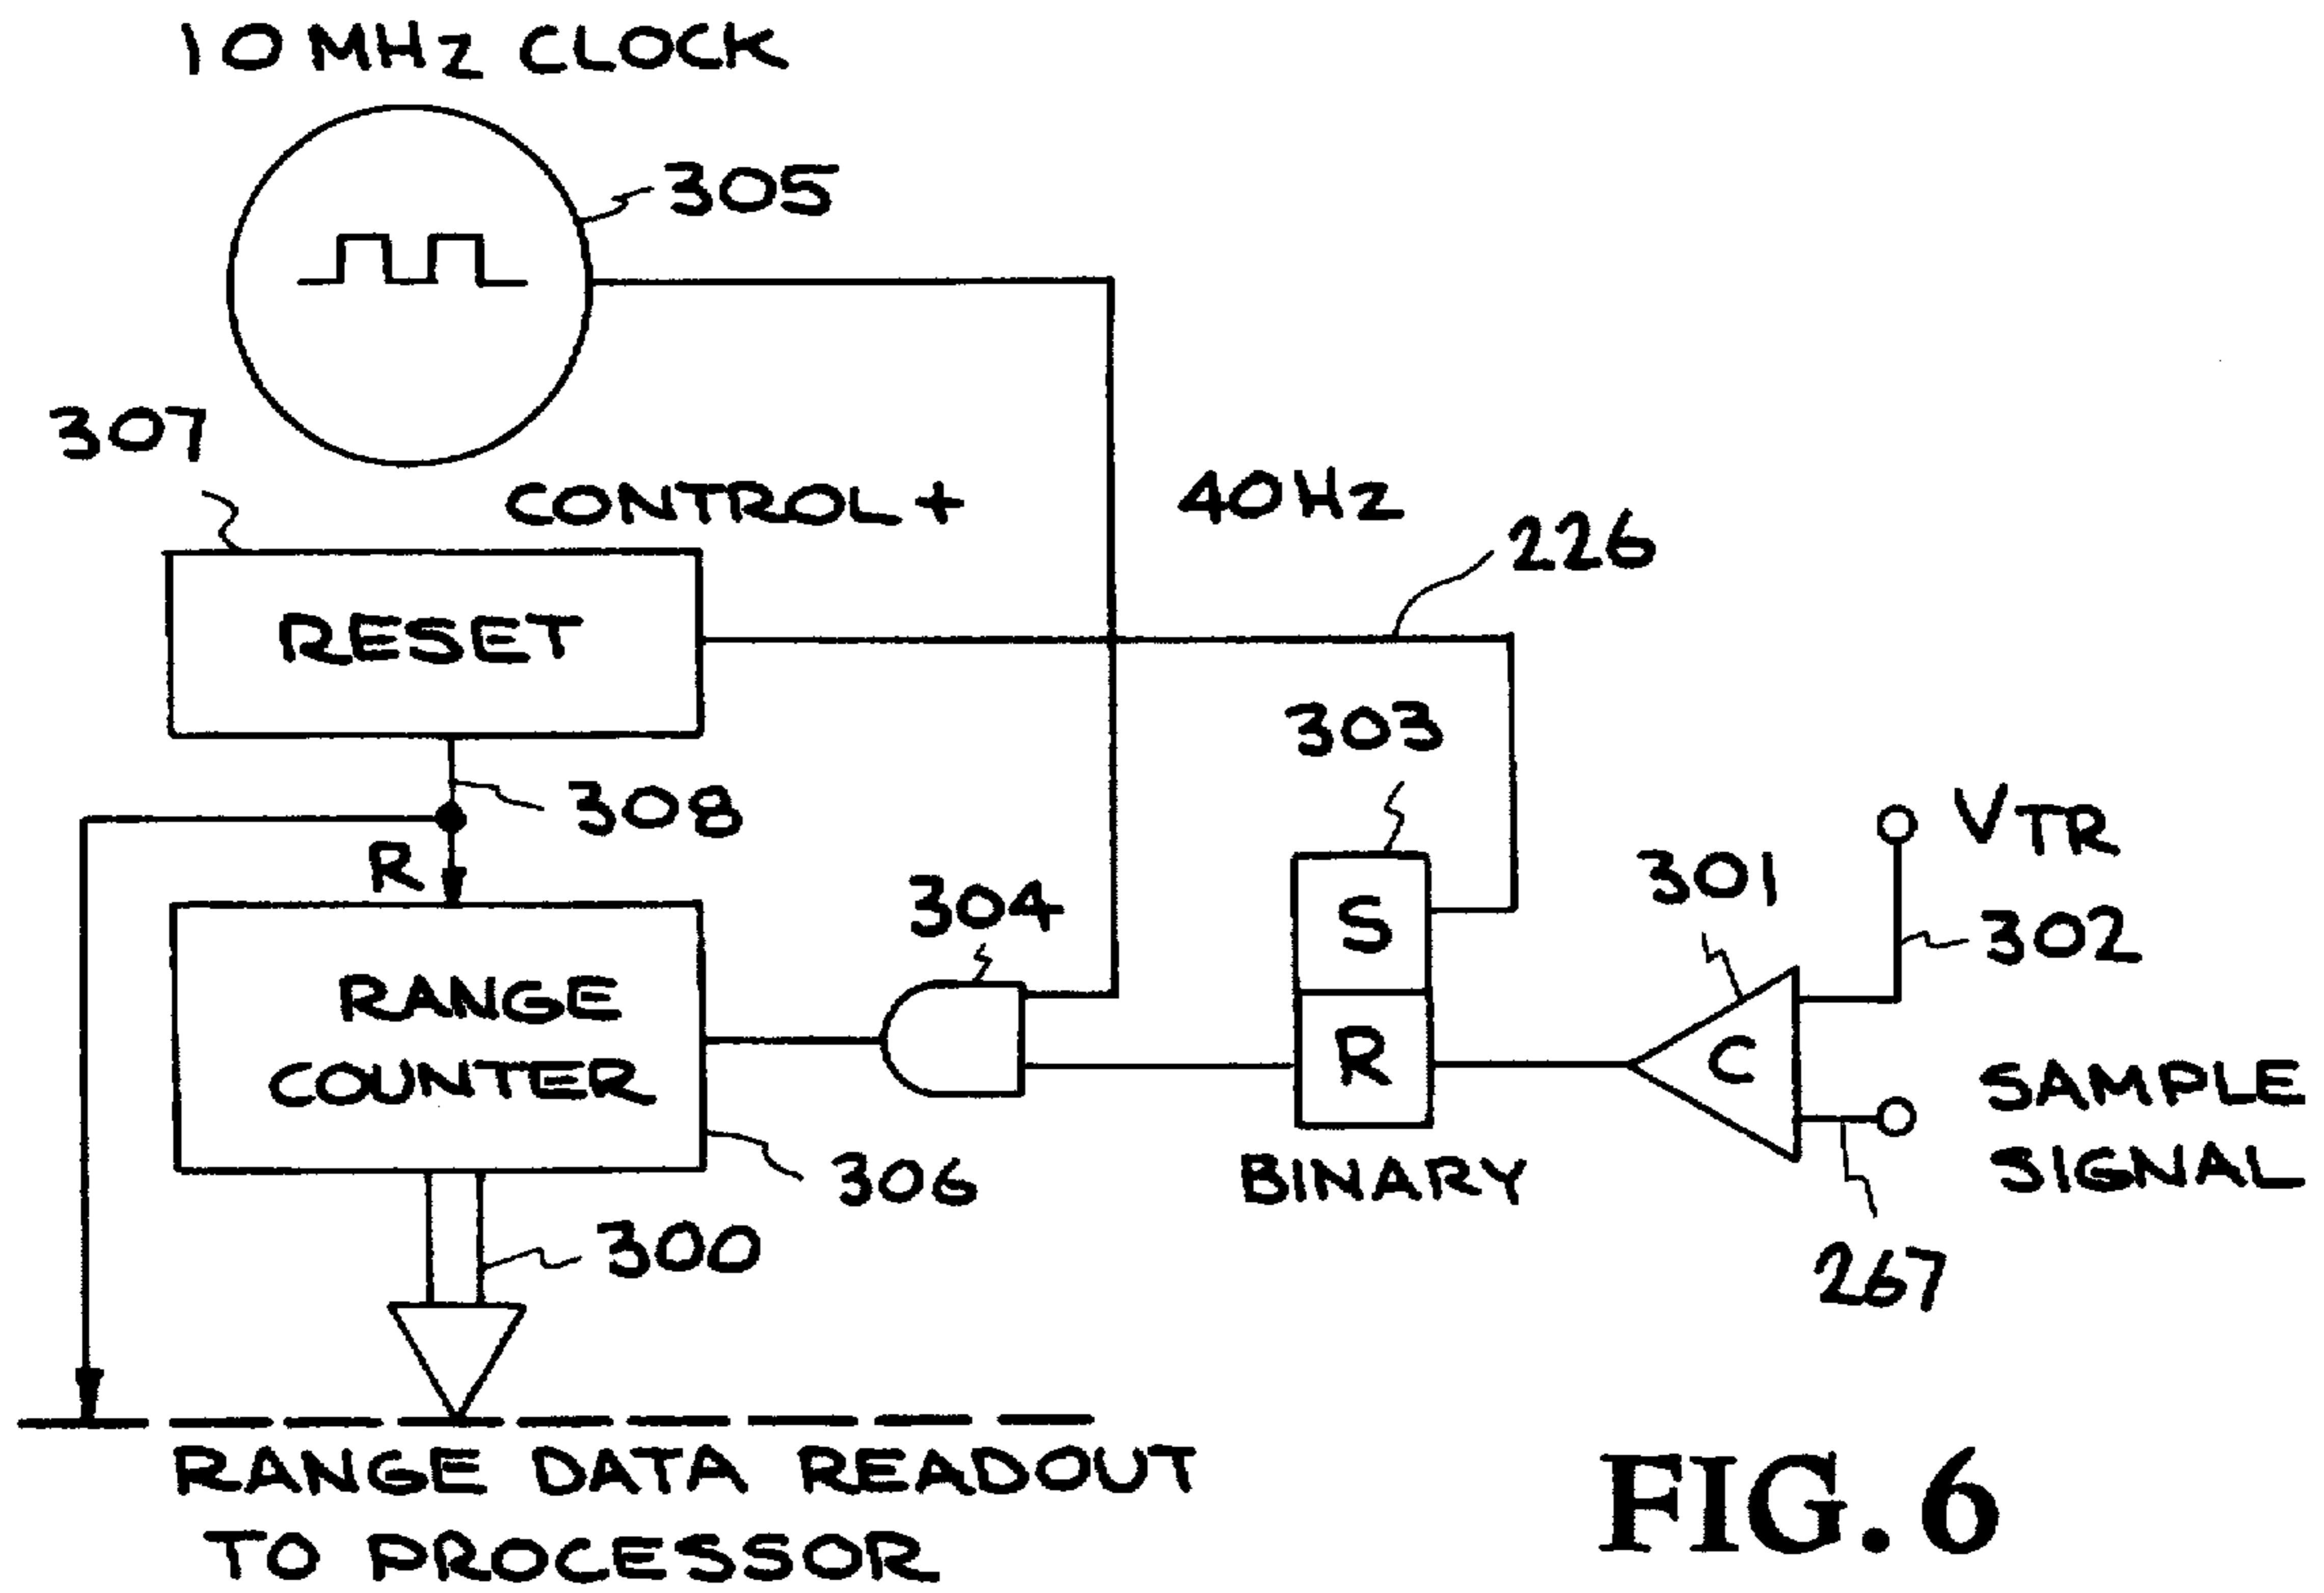 10 MHz CLOCK
305
307
CONTROL +
40Hz
226
RESET
303
308
VTR
R
301
304
302
S
RANGE
COUNTER
R
C
SAMPLE
SIGNAL
BINARY
306
300
267
RANGE DATA READOUT
TO PROCESSOR
FIG. 6